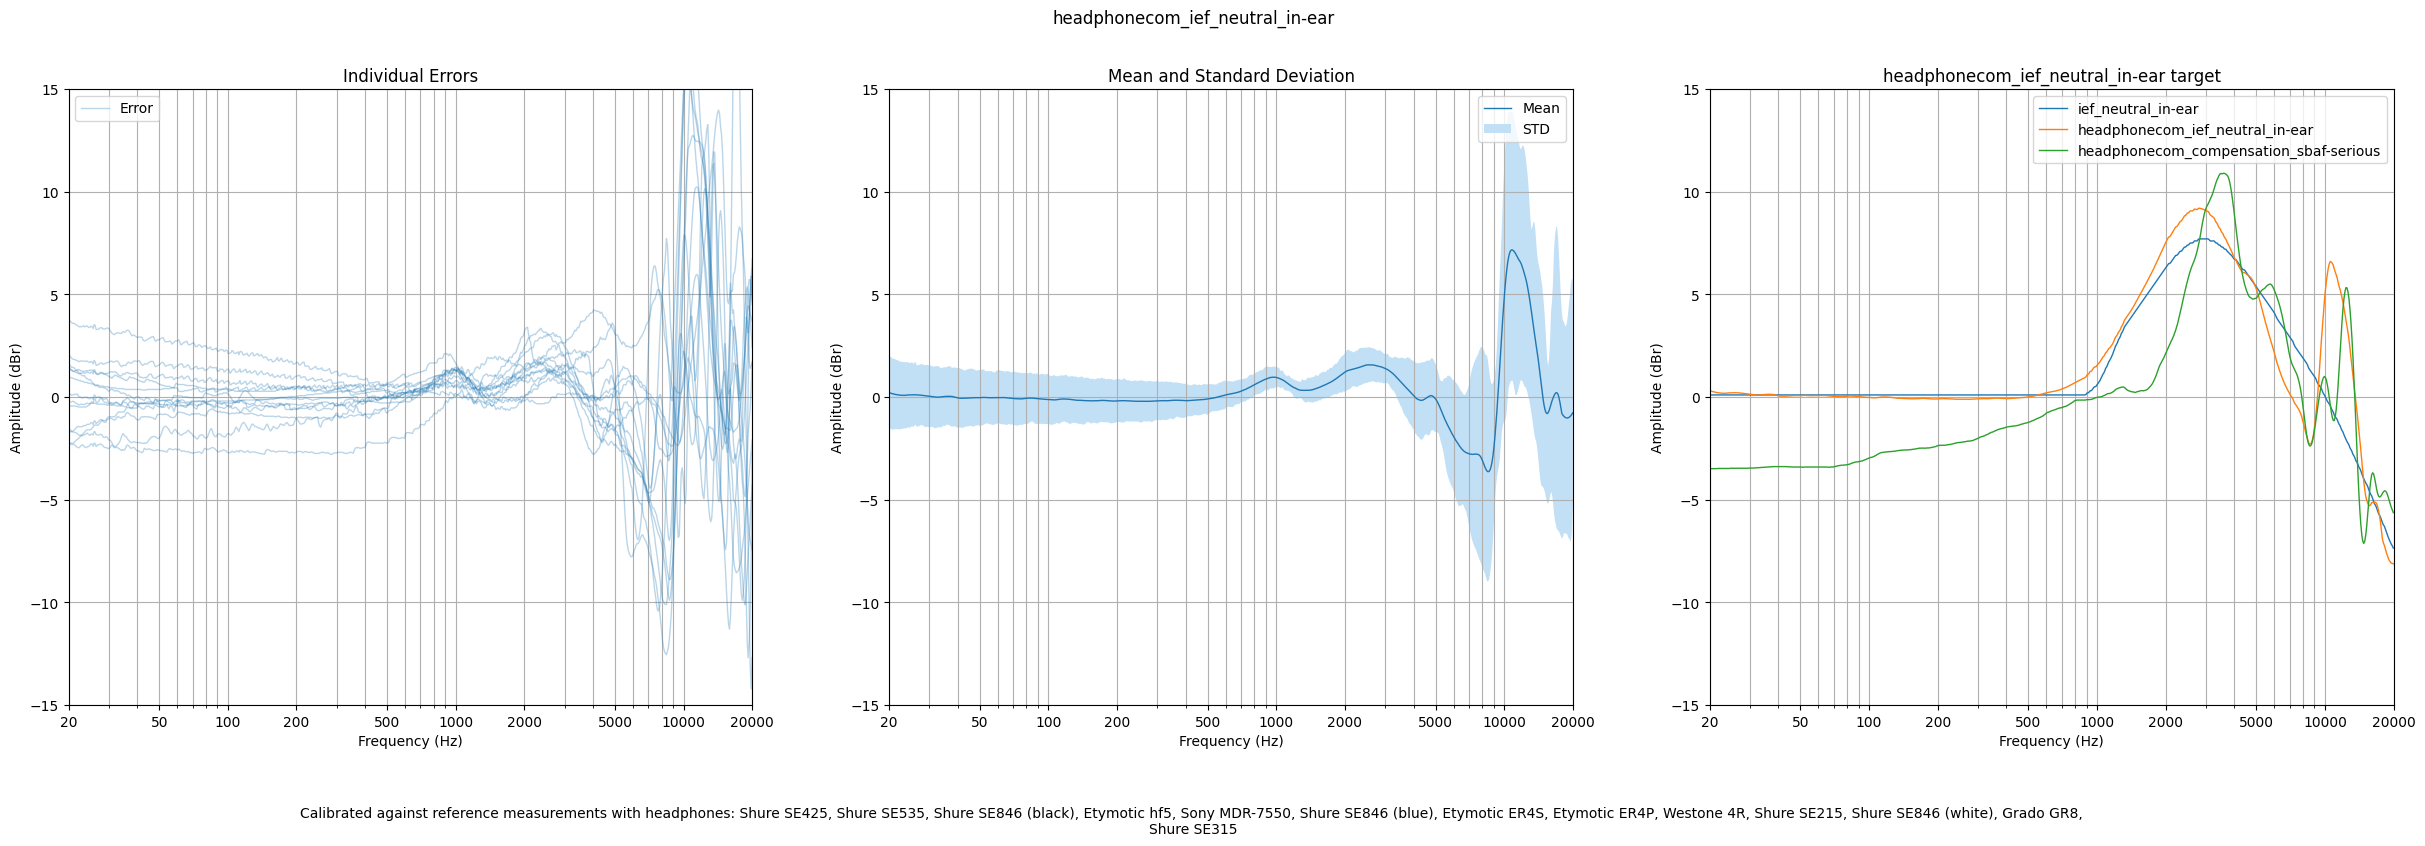 headphonecom_ief_neutral_in-ear
Individual Errors
Error
15
10
5
0
−5
−10
−15
Amplitude (dBr)
20 50 100 200 500 1000 2000 5000 10000 20000
Frequency (Hz)
Mean and Standard Deviation
Mean
STD
15
10
5
0
−5
−10
−15
Amplitude (dBr)
20 50 100 200 500 1000 2000 5000 10000 20000
Frequency (Hz)
headphonecom_ief_neutral_in-ear target
ief_neutral_in-ear
headphonecom_ief_neutral_in-ear
headphonecom_compensation_sbaf-serious
15
10
5
0
−5
−10
−15
Amplitude (dBr)
20 50 100 200 500 1000 2000 5000 10000 20000
Frequency (Hz)
Calibrated against reference measurements with headphones: Shure SE425, Shure SE535, Shure SE846 (black), Etymotic hf5, Sony MDR-7550, Shure SE846 (blue), Etymotic ER4S, Etymotic ER4P, Westone 4R, Shure SE215, Shure SE846 (white), Grado GR8,
Shure SE315